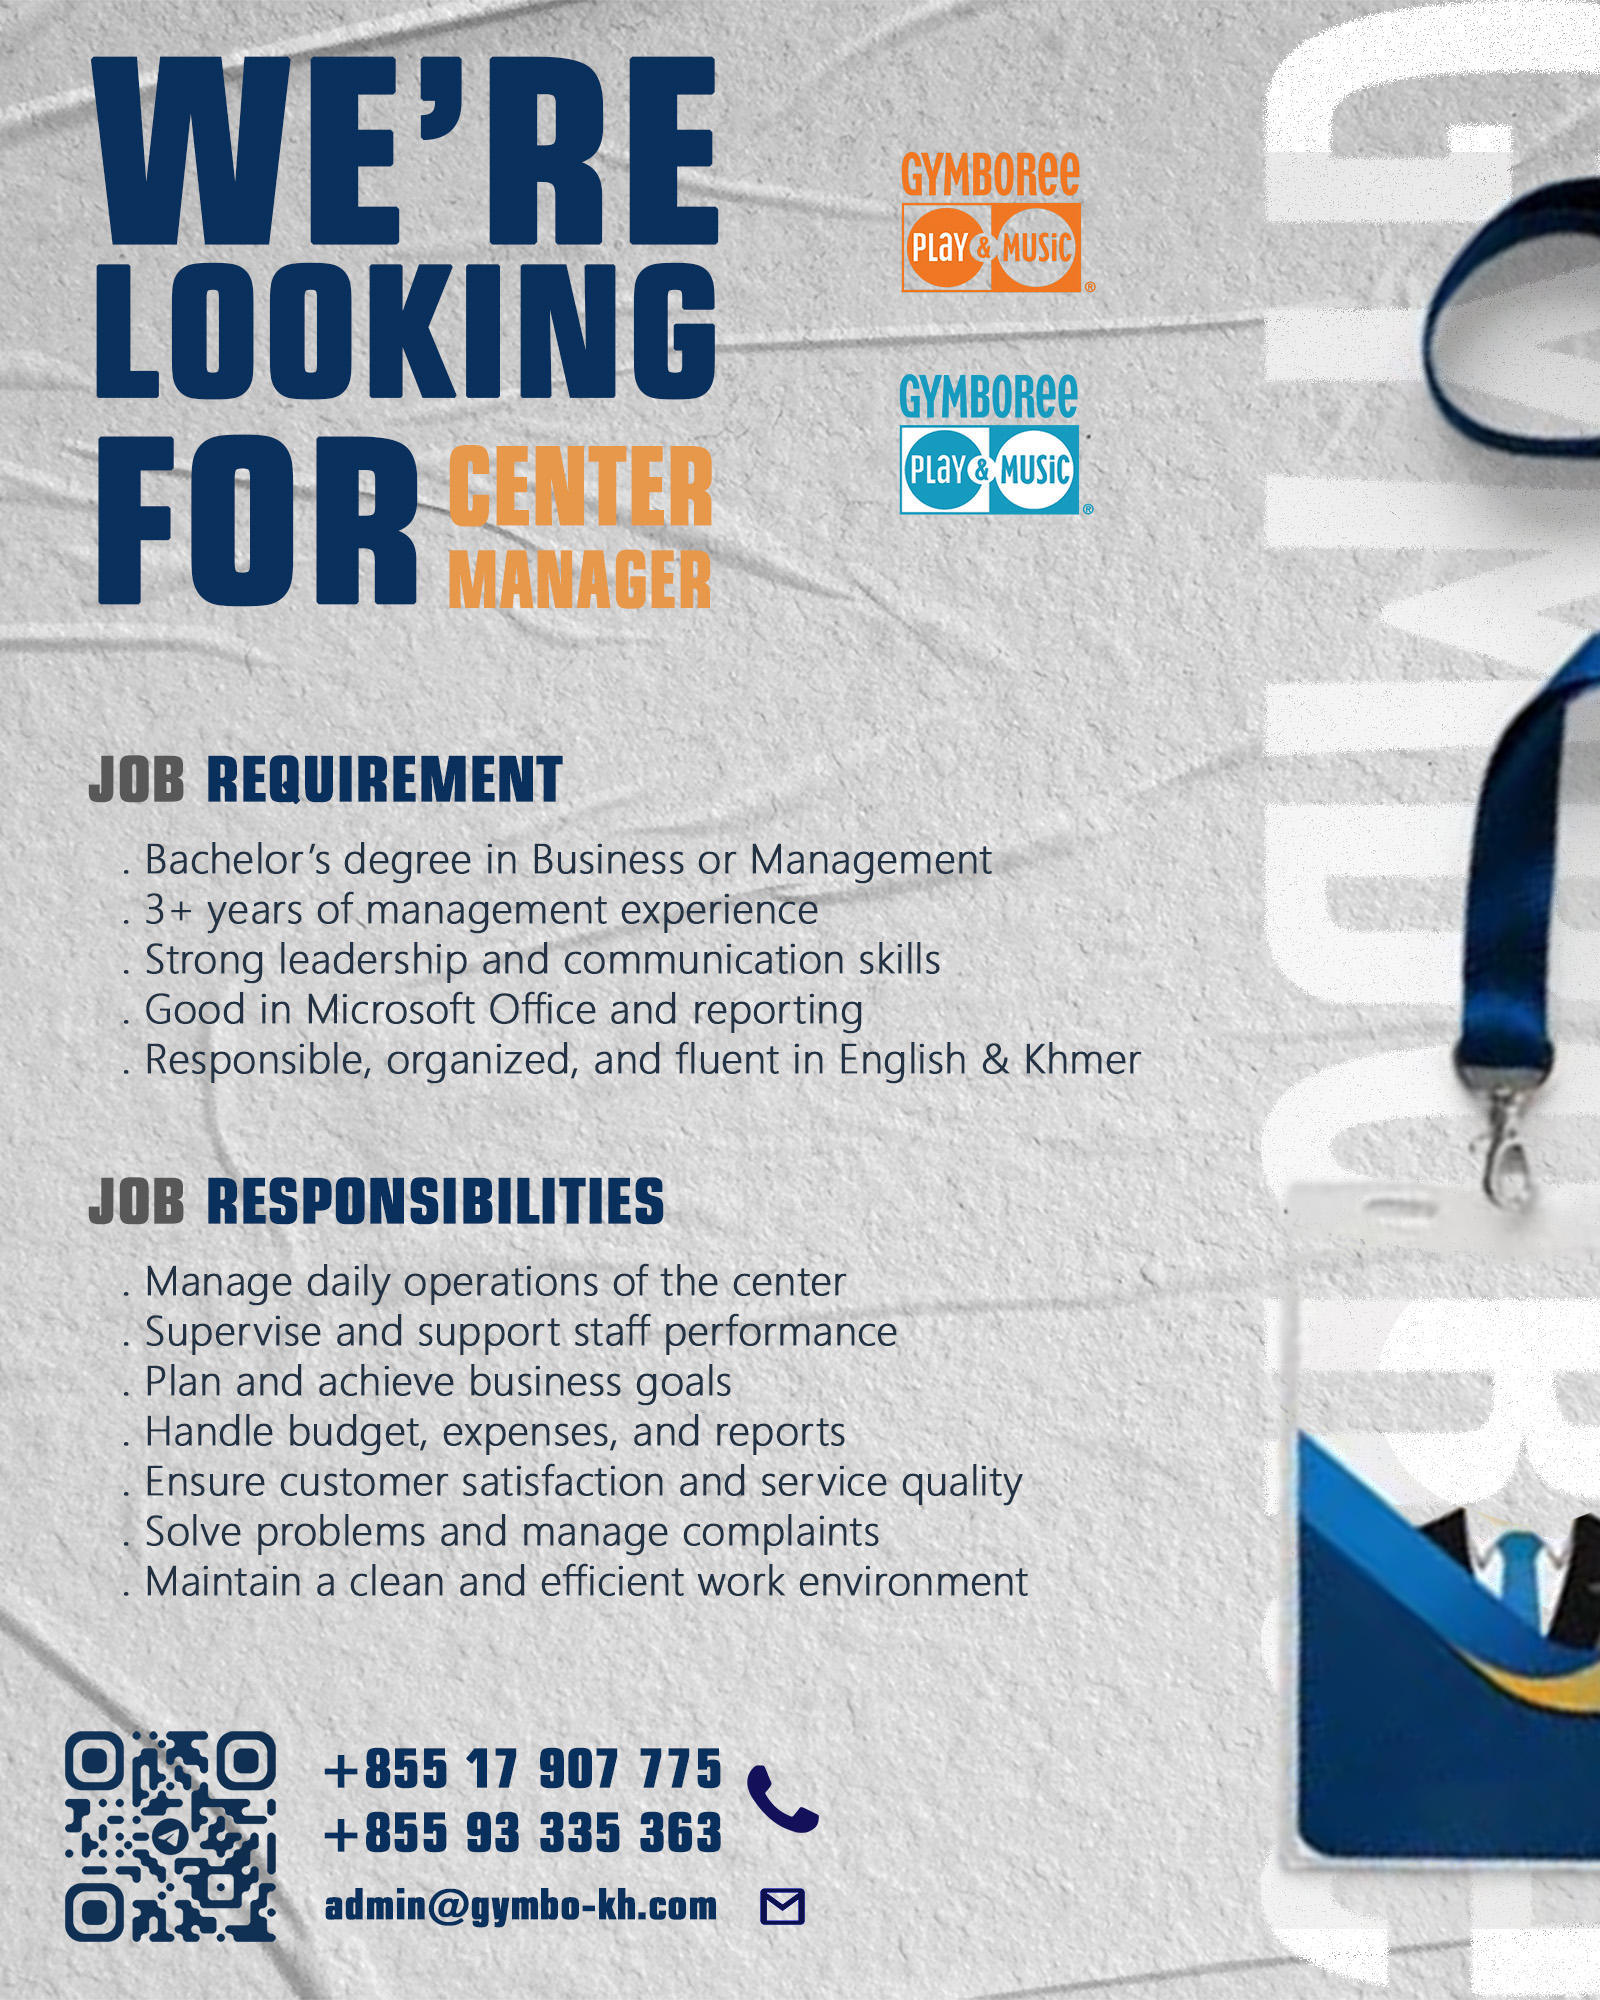 WE'RE
LOOKING
FOR CENTER
MANAGER
GYMBOREE
PLAY & MUSIC ®
GYMBOREE
PLAY & MUSIC ®
JOB REQUIREMENT
. Bachelor's degree in Business or Management
. 3+ years of management experience
. Strong leadership and communication skills
. Good in Microsoft Office and reporting
. Responsible, organized, and fluent in English & Khmer
JOB RESPONSIBILITIES
. Manage daily operations of the center
. Supervise and support staff performance
. Plan and achieve business goals
. Handle budget, expenses, and reports
. Ensure customer satisfaction and service quality
. Solve problems and manage complaints
. Maintain a clean and efficient work environment
+855 17 907 775
+855 93 335 363
admin@gymbo-kh.com